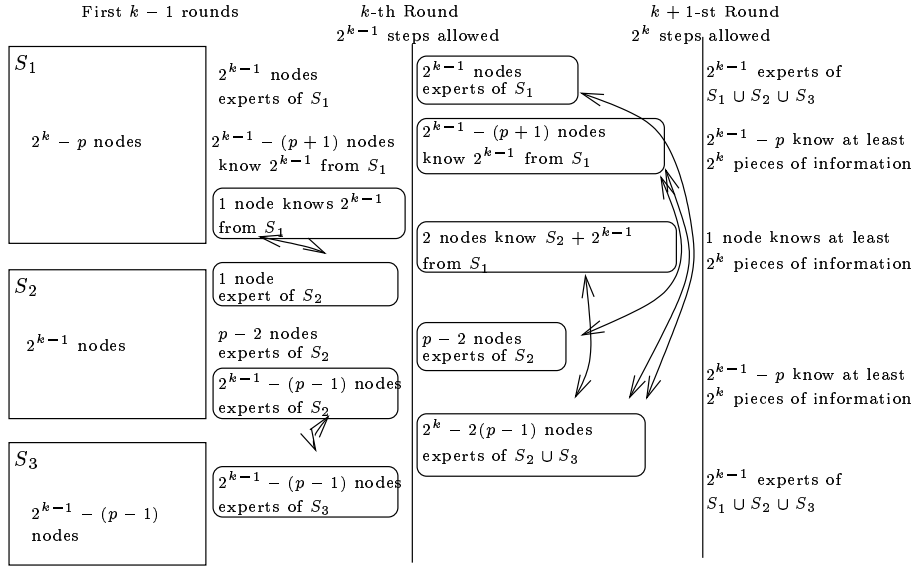 First k − 1 rounds
k-th Round
2^{k−1} steps allowed
k + 1-st Round
2^k steps allowed
S_1
2^k − p nodes
S_2
2^{k−1} nodes
S_3
2^{k−1} − (p − 1)
nodes
2^{k−1} nodes
experts of S_1
2^{k−1} − (p + 1) nodes
know 2^{k−1} from S_1
1 node knows 2^{k−1}
from S_1
1 node
expert of S_2
p − 2 nodes
experts of S_2
2^{k−1} − (p − 1) nodes
experts of S_2
2^{k−1} − (p − 1) nodes
experts of S_3
2^{k−1} nodes
experts of S_1
2^{k−1} − (p + 1) nodes
know 2^{k−1} from S_1
2 nodes know S_2 + 2^{k−1}
from S_1
p − 2 nodes
experts of S_2
2^k − 2(p − 1) nodes
experts of S_2 ∪ S_3
2^{k−1} experts of
S_1 ∪ S_2 ∪ S_3
2^{k−1} − p know at least
2^k pieces of information
1 node knows at least
2^k pieces of information
2^{k−1} − p know at least
2^k pieces of information
2^{k−1} experts of
S_1 ∪ S_2 ∪ S_3